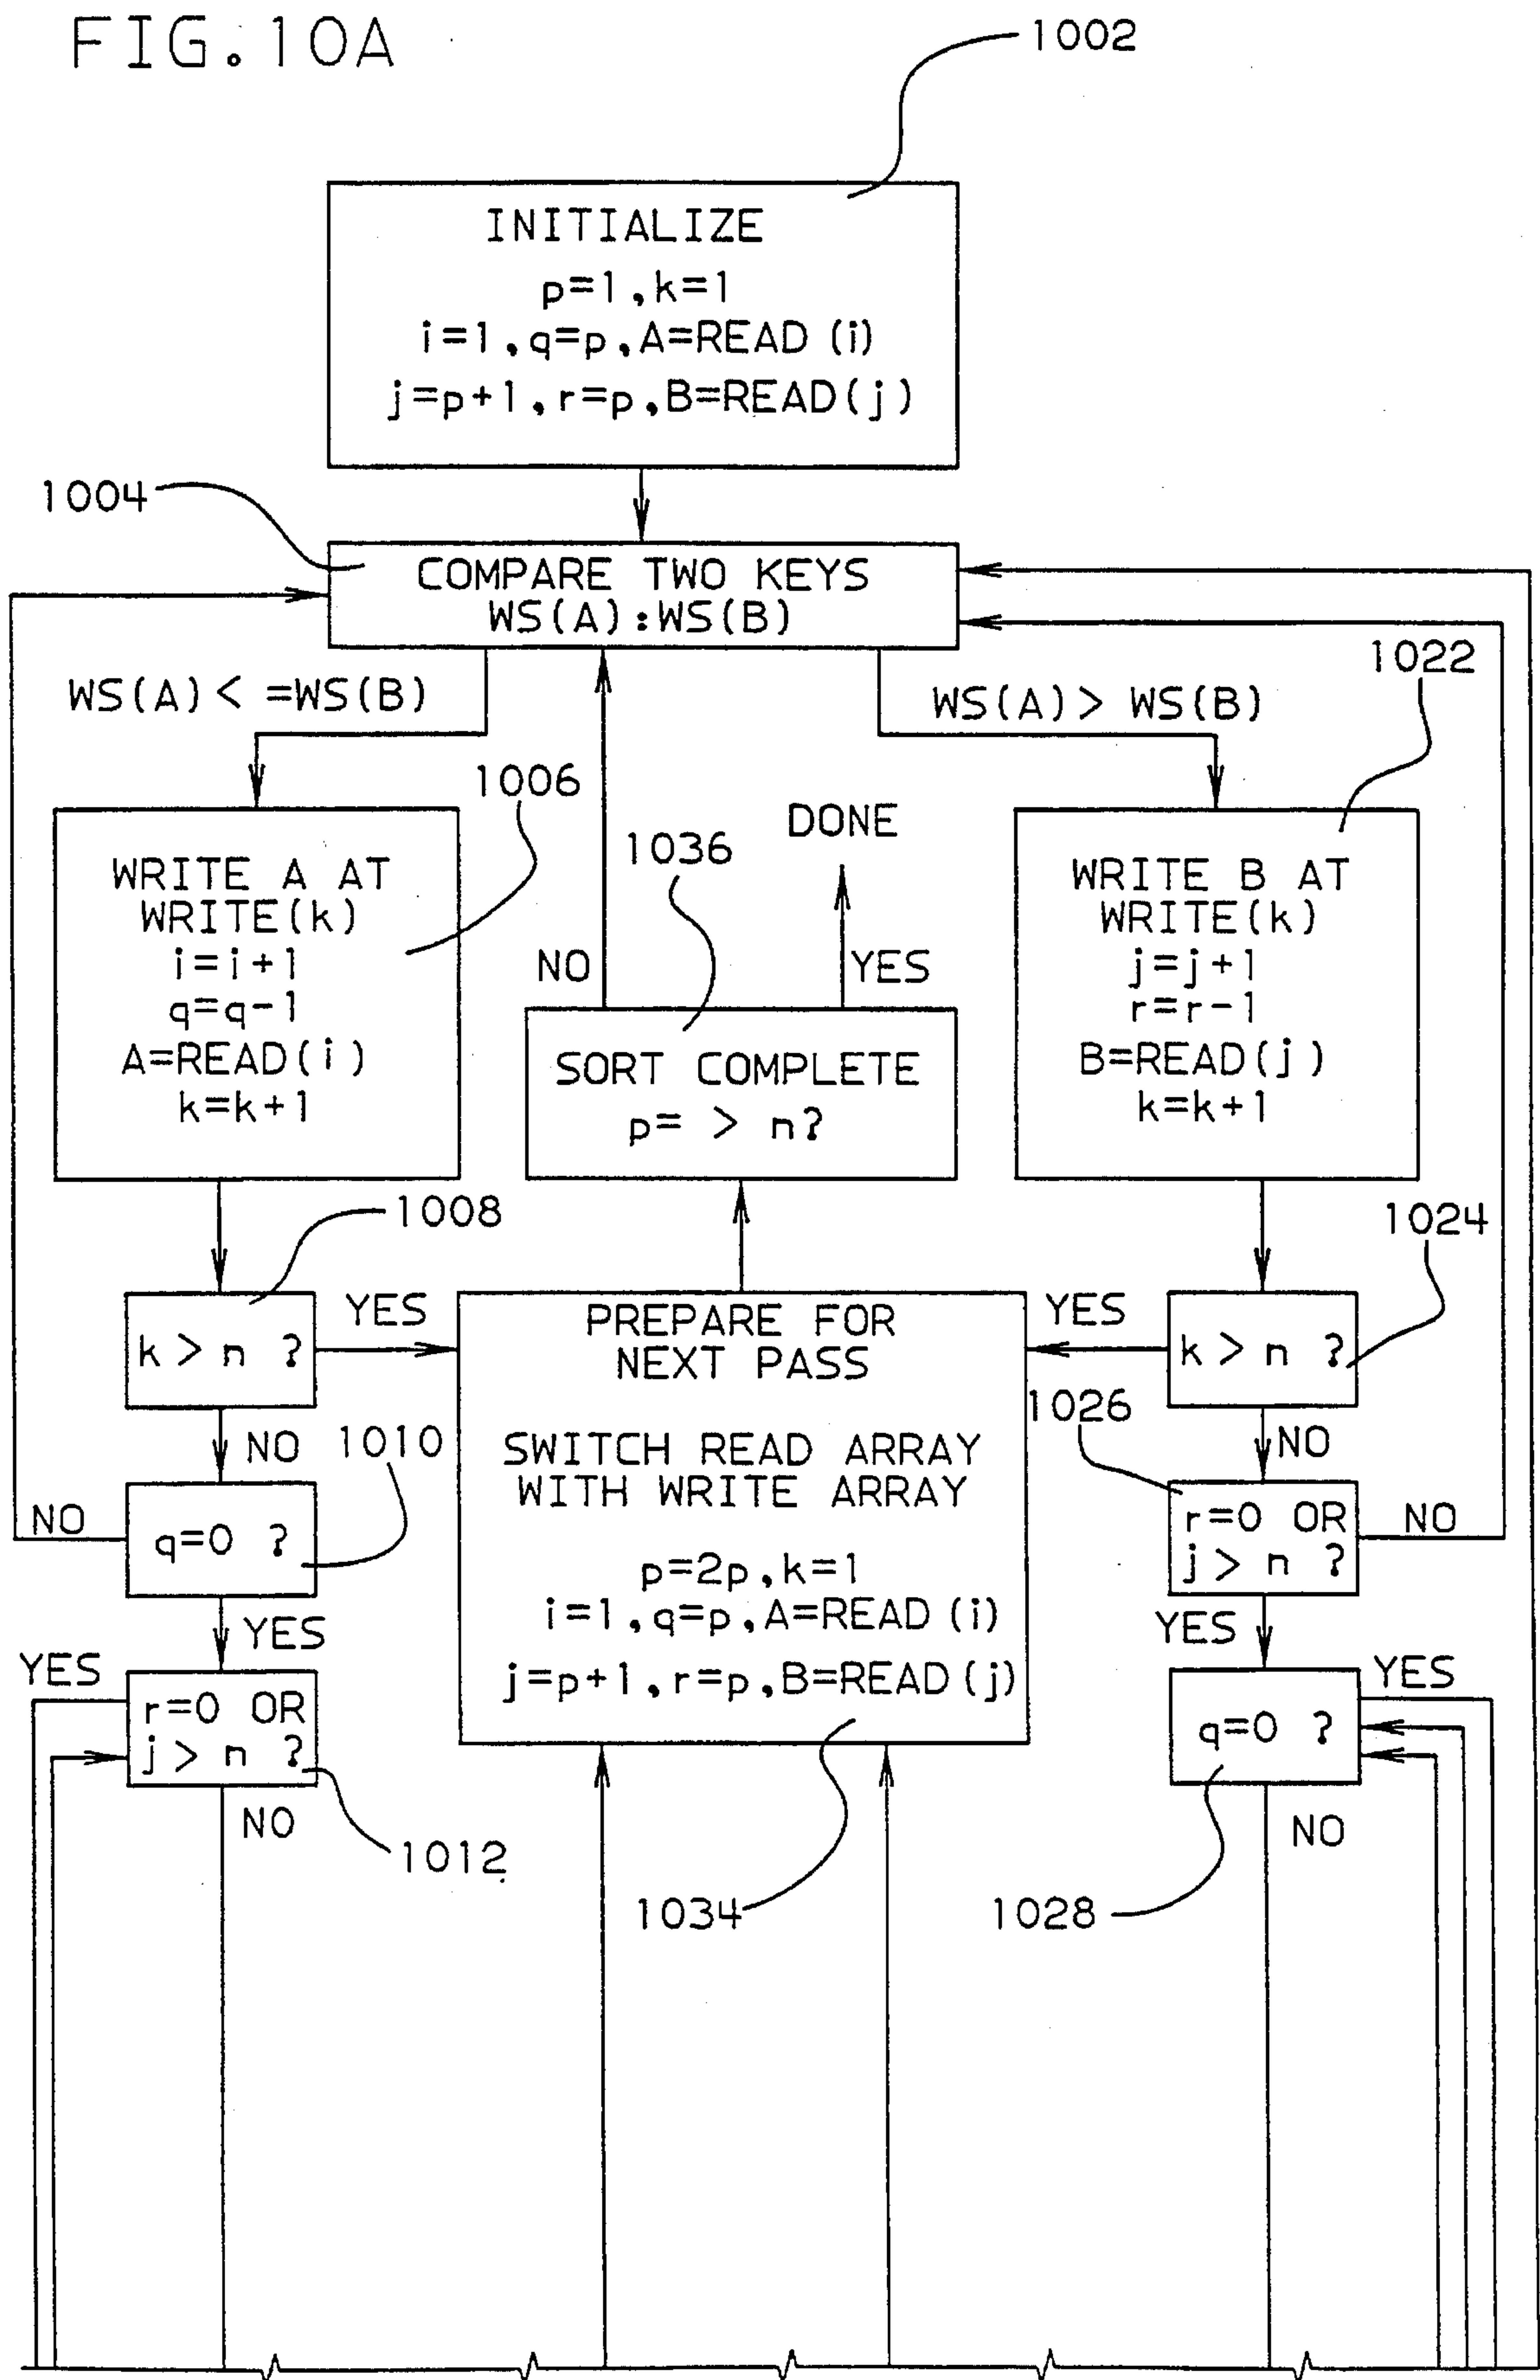 FIG.10A
1002
INITIALIZE
p=1,k=1
i=1,q=p,A=READ (i)
j=p+1,r=p,B=READ(j)
1004
COMPARE TWO KEYS
WS(A):WS(B)
WS(A)< =WS(B)
WS(A)> WS(B)
1022
1006
WRITE A AT
WRITE(k)
i=i+1
q=q-1
A=READ(i)
k=k+1
1036
DONE
NO
YES
SORT COMPLETE
p= > n?
WRITE B AT
WRITE(k)
j=j+1
r=r-1
B=READ(j)
k=k+1
1008
1024
k > n ?
YES
PREPARE FOR
NEXT PASS
SWITCH READ ARRAY
WITH WRITE ARRAY
p=2p,k=1
i=1,q=p,A=READ (i)
j=p+1,r=p,B=READ(j)
YES
k > n ?
NO
1010
1026
NO
NO
q=0 ?
r=0 OR
j > n ?
NO
YES
YES
YES
r=0 OR
j > n ?
q=0 ?
YES
NO
1012
1034
1028
NO